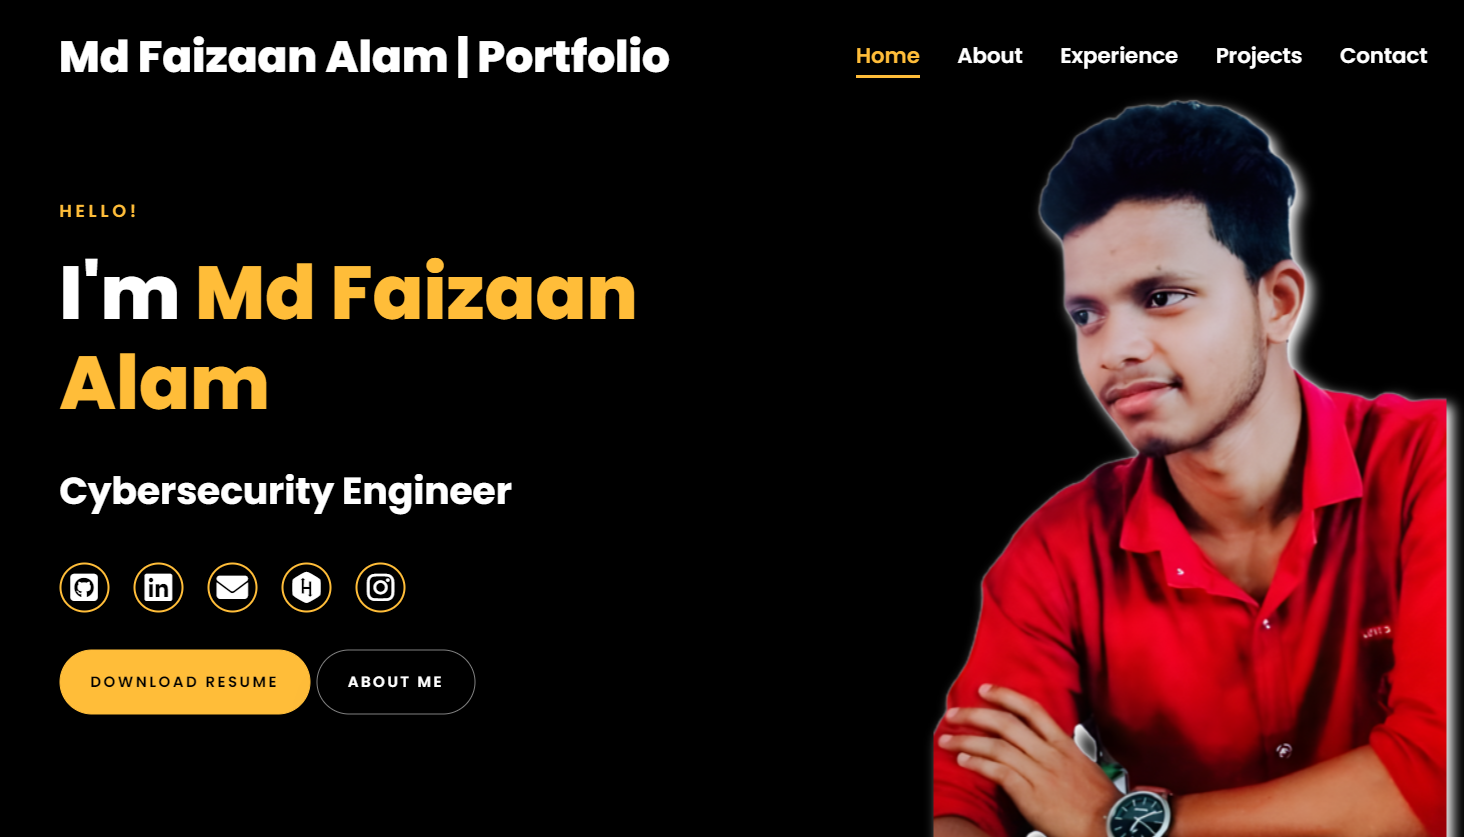 Md Faizaan Alam | Portfolio
Home About Experience Projects Contact
HELLO!
I'm Md Faizaan
Alam
Cybersecurity Engineer
DOWNLOAD RESUME ABOUT ME